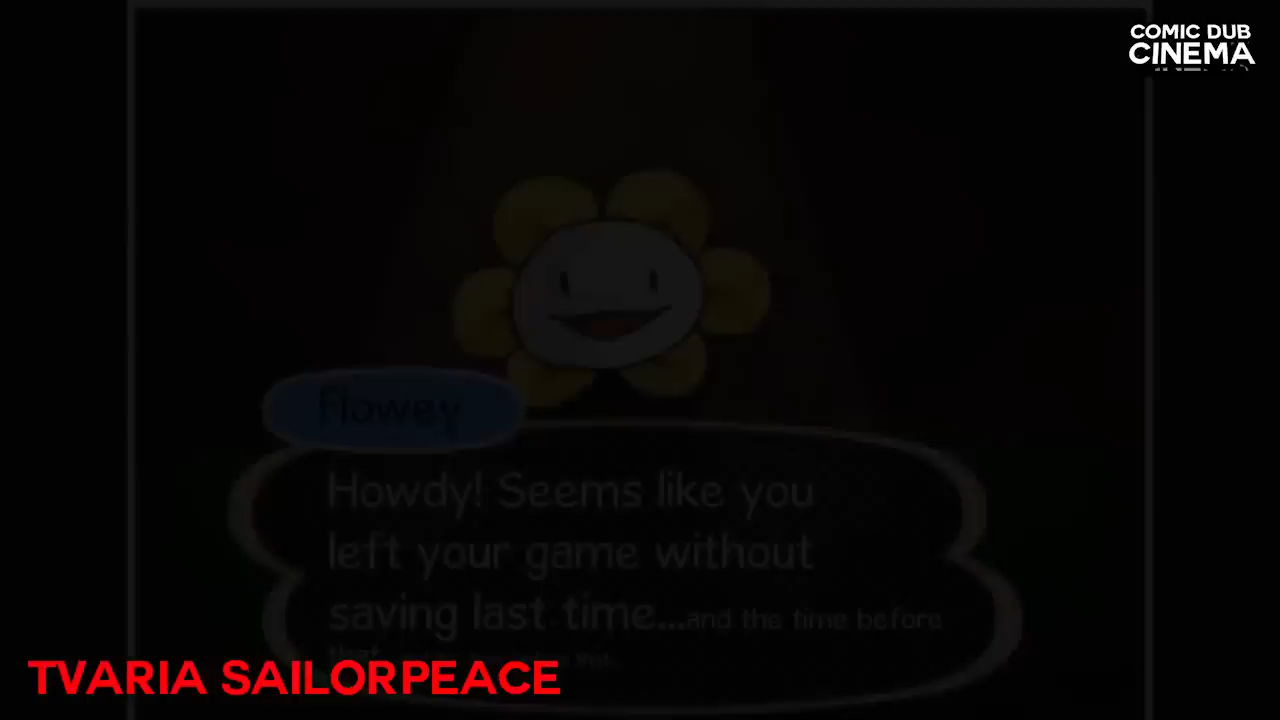 COMIC DUB
CINEMA
Flowey
Howdy! Seems like you
left your game without
saving last time...and the time before
that
TVARIA SAILORPEACE